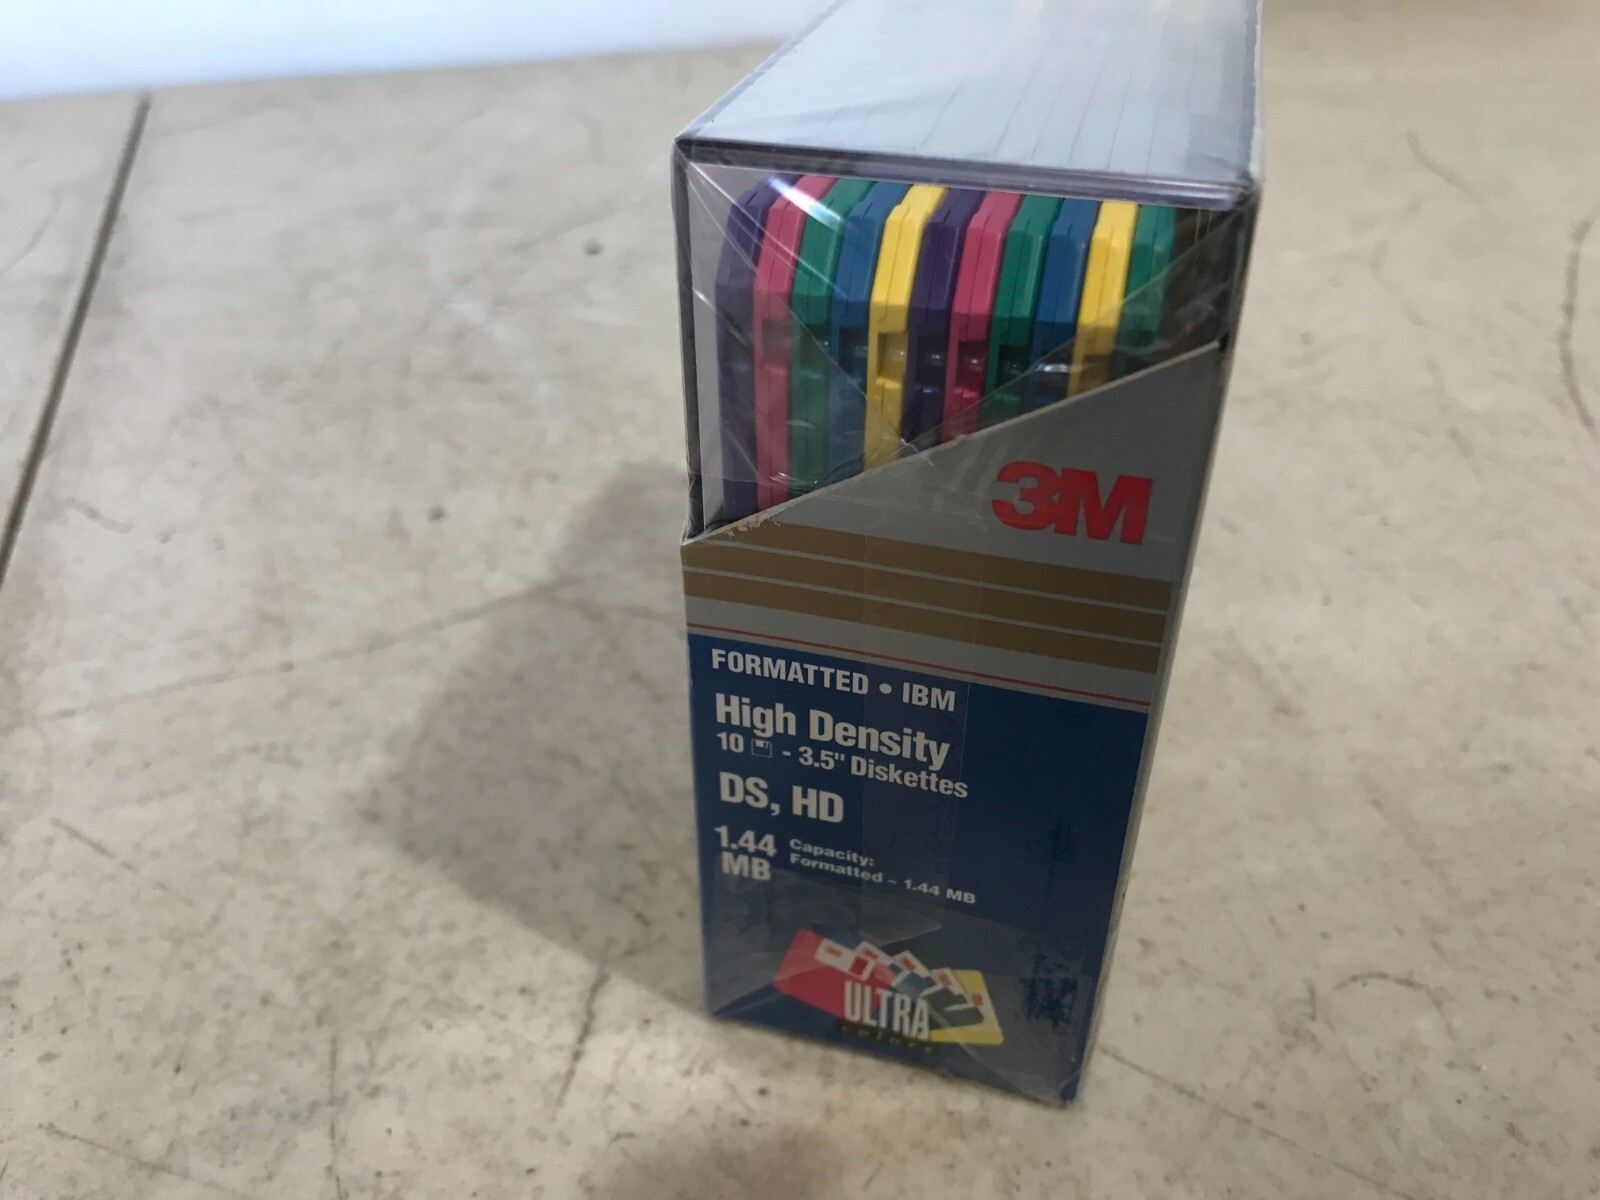 3M
FORMATTED • IBM
High Density
10 - 3.5" Diskettes
DS, HD
1.44 MB
Capacity:
Formatted – 1.44 MB
ULTRA
colors